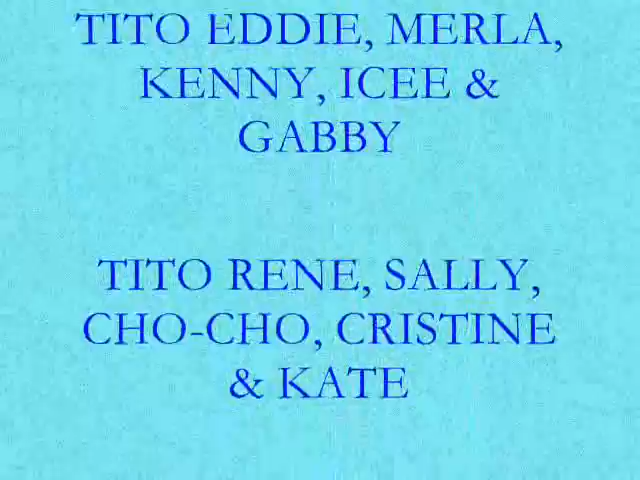 TITO EDDIE, MERLA,
KENNY, ICEE &
GABBY
TITO RENE, SALLY,
CHO-CHO, CRISTINE
& KATE